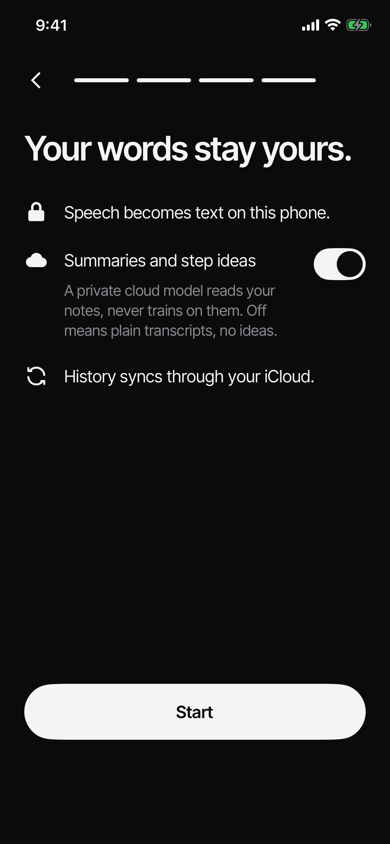 9:41
Your words stay yours.
Speech becomes text on this phone.
Summaries and step ideas
A private cloud model reads your
notes, never trains on them. Off
means plain transcripts, no ideas.
History syncs through your iCloud.
Start